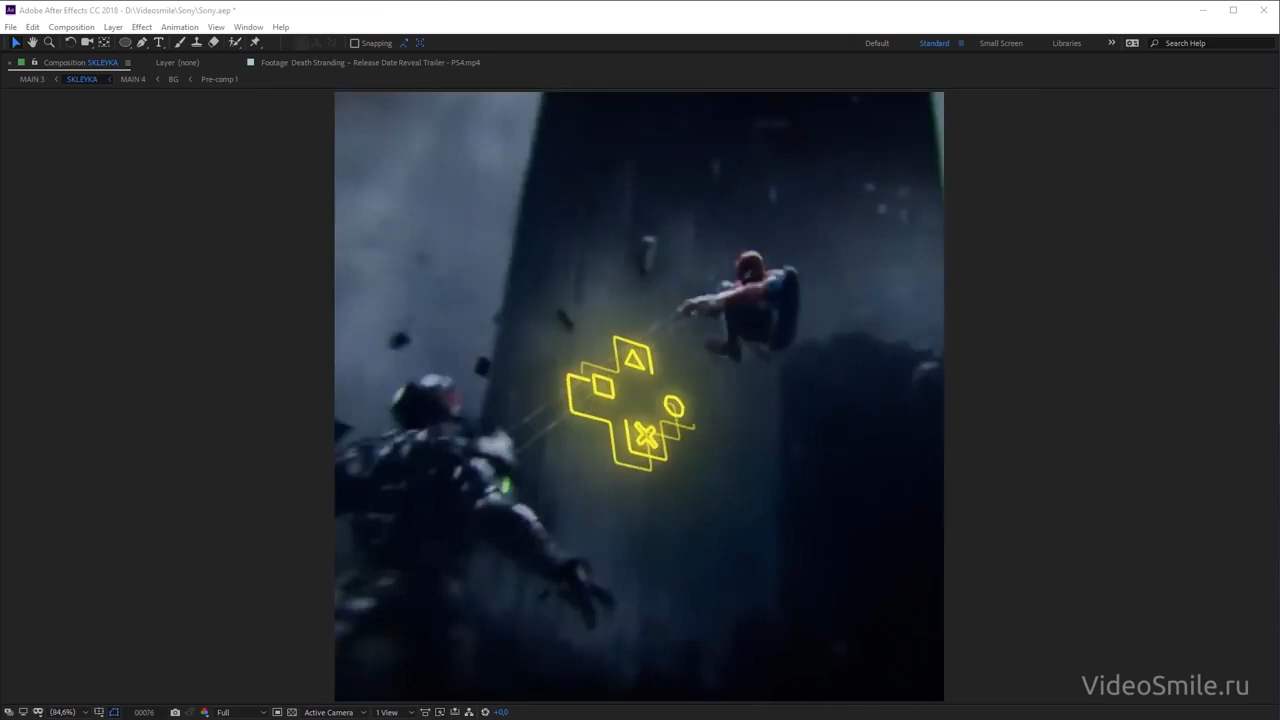 Adobe After Effects CC 2018 - D:\Videosmile\Sony\Sony.aep *
File Edit Composition Layer Effect Animation View Window Help
Snapping Default Standard Small Screen Libraries Search Help
Composition SKLEYKA Layer (none) Footage Death Stranding – Release Date Reveal Trailer - PS4.mp4
MAIN 3 SKLEYKA MAIN 4 BG Pre-comp 1
VideoSmile.ru
(84,6%) 00076 Full Active Camera 1 View +0,0